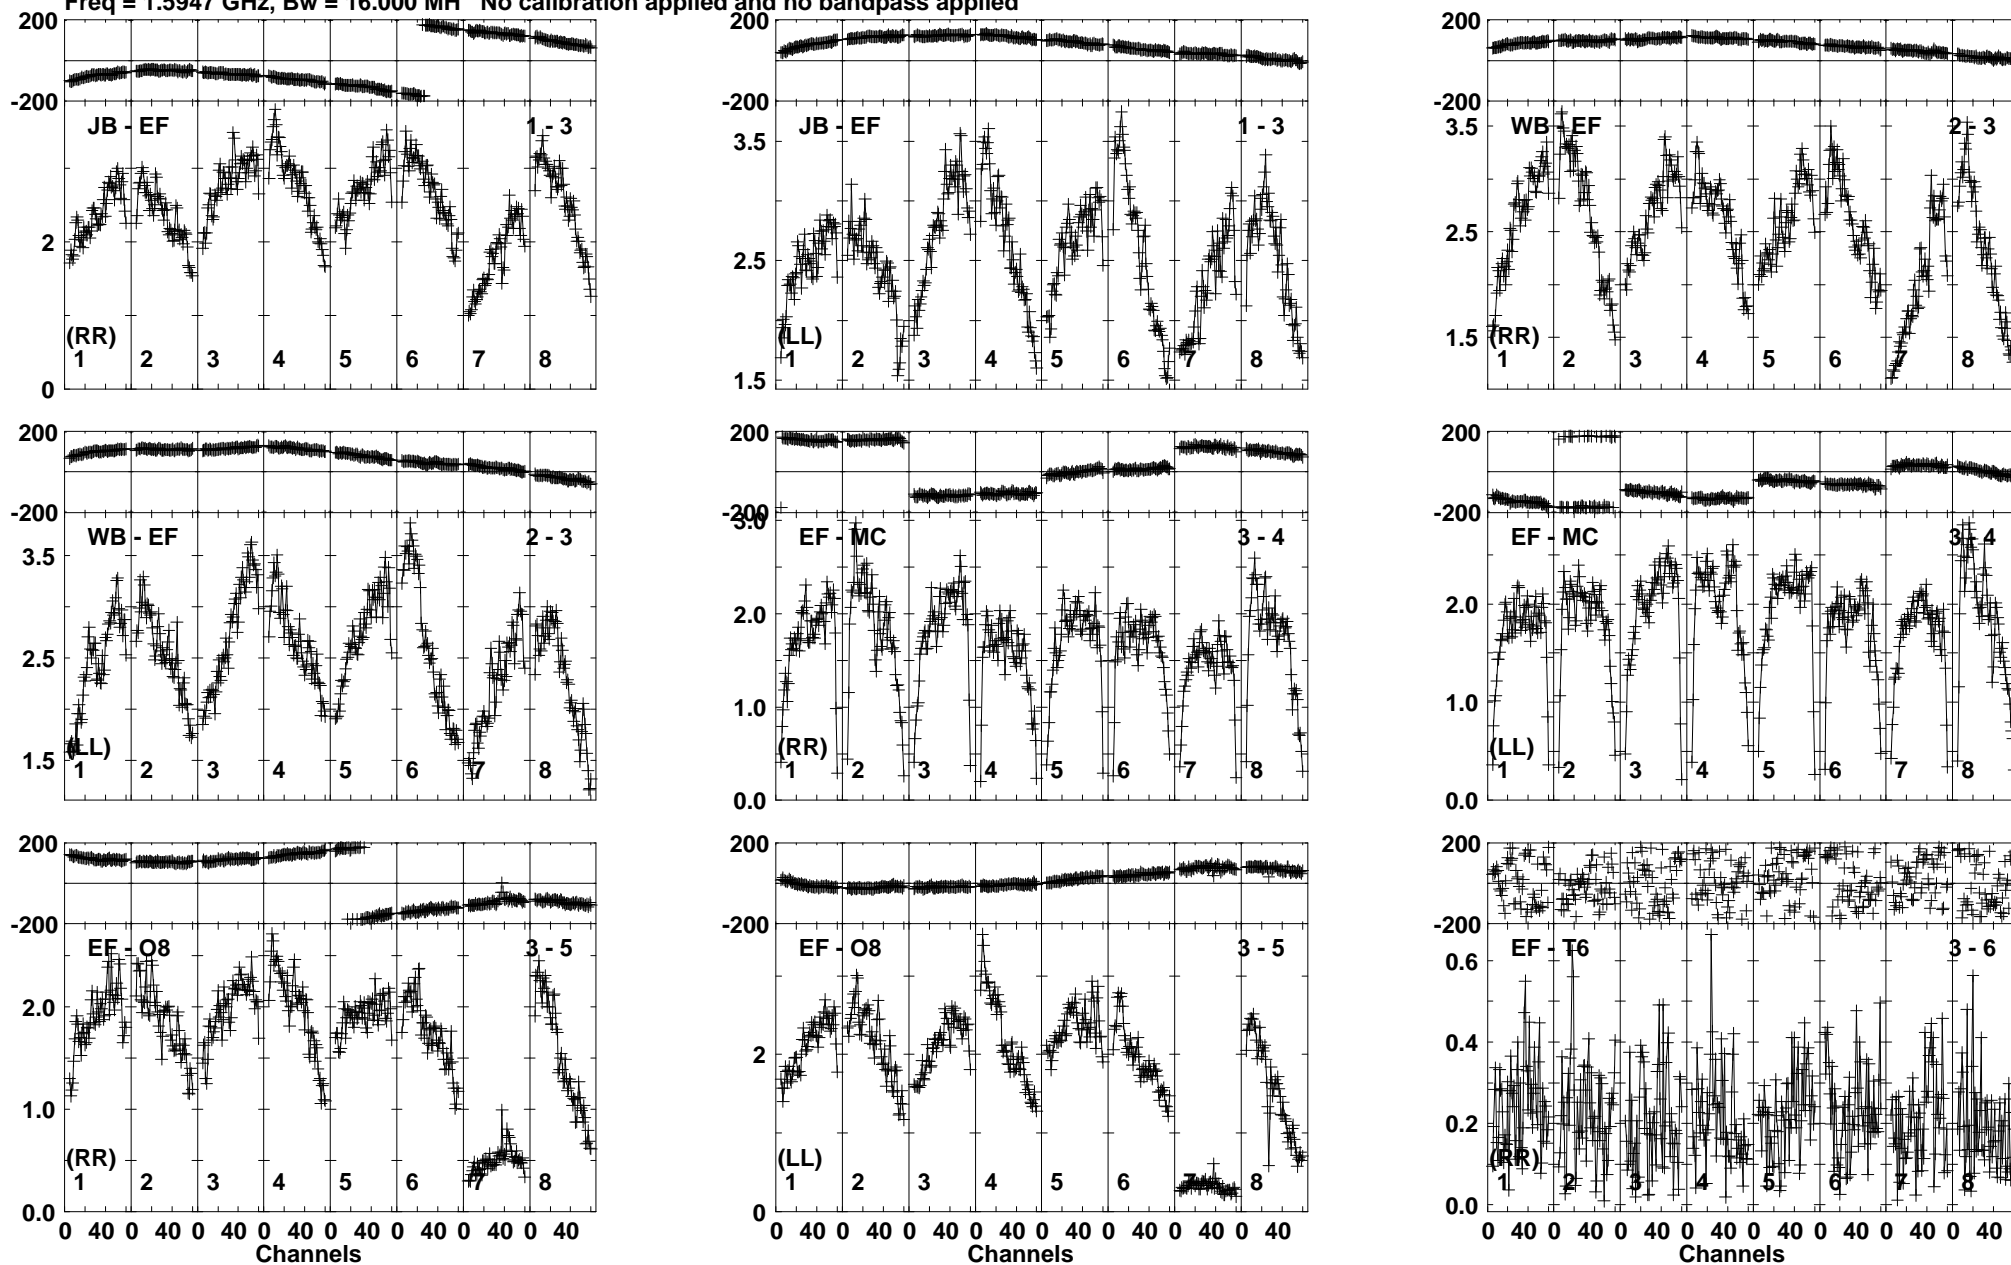 Freq = 1.5947 GHz, Bw = 16.000 MH No calibration applied and no bandpass applied
200
-200
JB - EF
1 - 3
2
0
(RR)
1 2 3 4 5 6 7 8
JB - EF
1 - 3
200
-200
3.5
2.5
1.5
(LL)
1 2 3 4 5 6 7 8
WB - EF
2 - 3
200
-200
3.5
2.5
1.5
(RR)
1 2 3 4 5 6 7 8
200
-200
WB - EF
2 - 3
3.5
2.5
1.5
(LL)
1 2 3 4 5 6 7 8
200
-200
3.0
EF - MC
3 - 4
2.0
1.0
0.0
(RR)
1 2 3 4 5 6 7 8
200
-200
EF - MC
3 - 4
2.0
1.0
0.0
(LL)
1 2 3 4 5 6 7 8
200
-200
EF - O8
3 - 5
2.0
1.0
0.0
(RR)
1 2 3 4 5 6 7 8
0 40 0 40 0 40 0 40 0 40 0 40 0 40 0 40
Channels
200
-200
EF - O8
3 - 5
2
0
(LL)
1 2 3 4 5 6 7 8
0 40 0 40 0 40 0 40 0 40 0 40 0 40 0 40
Channels
200
-200
EF - T6
3 - 6
0.6
0.4
0.2
0.0
(RR)
1 2 3 4 5 6 7 8
0 40 0 40 0 40 0 40 0 40 0 40 0 40 0 40
Channels